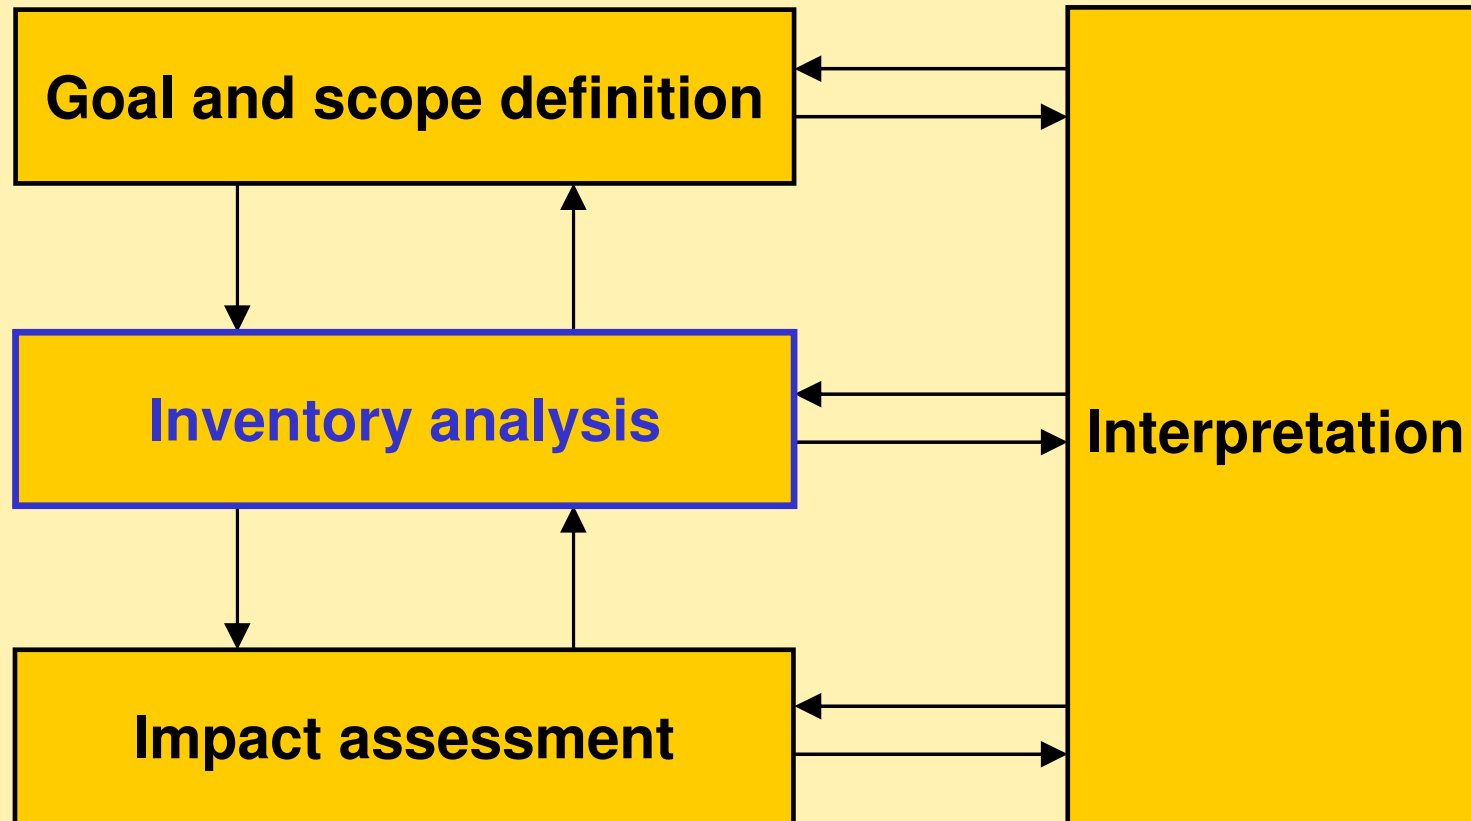 Goal and scope definition
Inventory analysis
Interpretation
Impact assessment